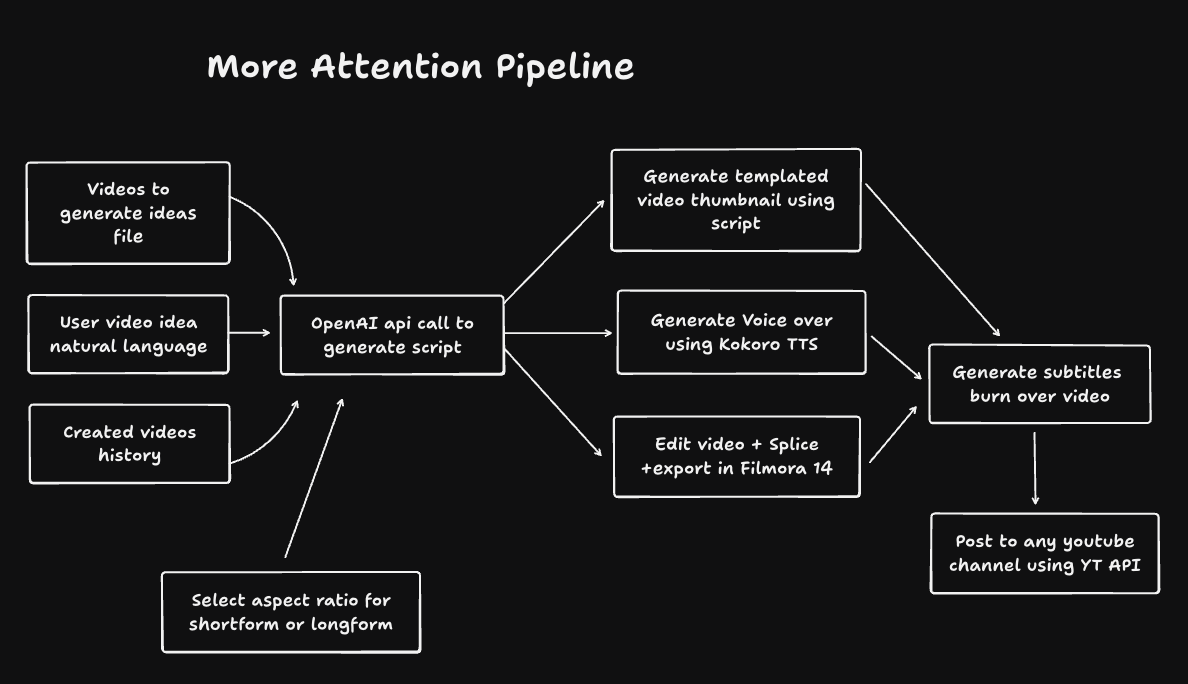 More Attention Pipeline
Videos to
generate ideas
file
User video idea
natural language
Created videos
history
Select aspect ratio for
shortform or longform
OpenAI api call to
generate script
Generate templated
video thumbnail using
script
Generate Voice over
using Kokoro TTS
Edit video + Splice
+export in Filmora 14
Generate subtitles
burn over video
Post to any youtube
channel using YT API